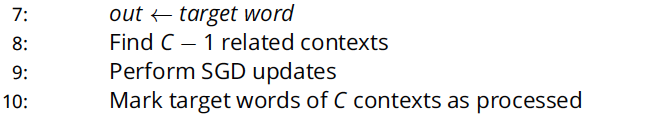 7: out ← target word
8: Find C − 1 related contexts
9: Perform SGD updates
10: Mark target words of C contexts as processed